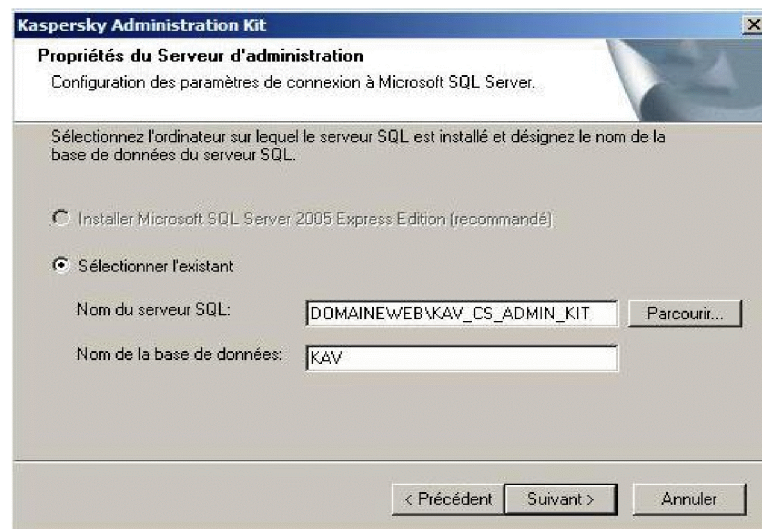 Kaspersky Administration Kit
Propriétés du Serveur d'administration
Configuration des paramètres de connexion à Microsoft SQL Server.
Sélectionnez l'ordinateur sur lequel le serveur SQL est installé et désignez le nom de la
base de données du serveur SQL.
Installer Microsoft SQL Server 2005 Express Edition (recommandé)
Sélectionner l'existant
Nom du serveur SQL: DOMAINEWEB\KAV_CS_ADMIN_KIT Parcourir...
Nom de la base de données: KAV
< Précédent Suivant > Annuler